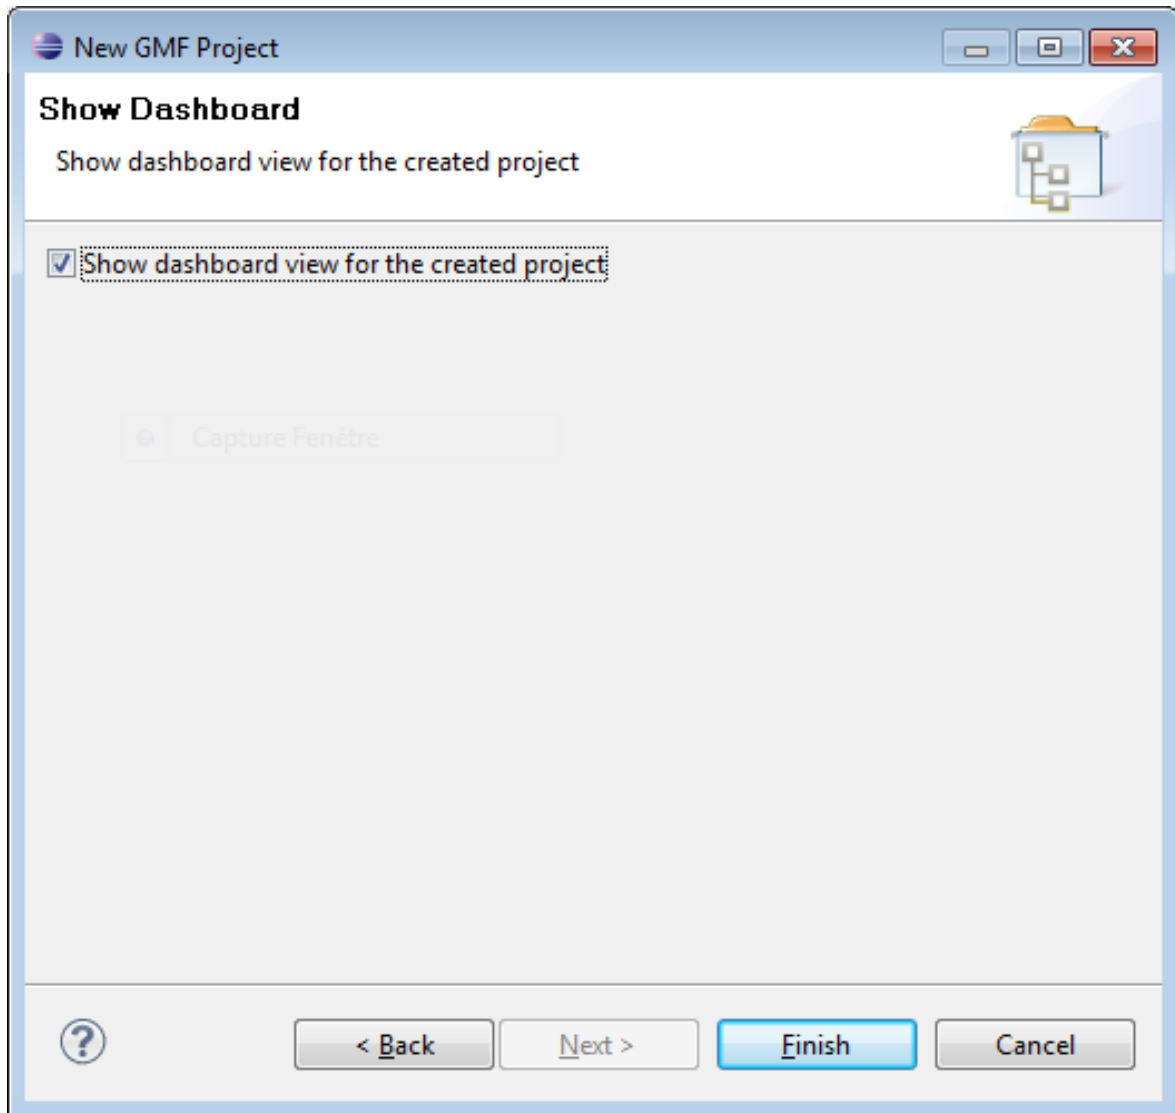 New GMF Project
Show Dashboard
Show dashboard view for the created project
Show dashboard view for the created project
Capture Fenêtre
? < Back Next > Finish Cancel